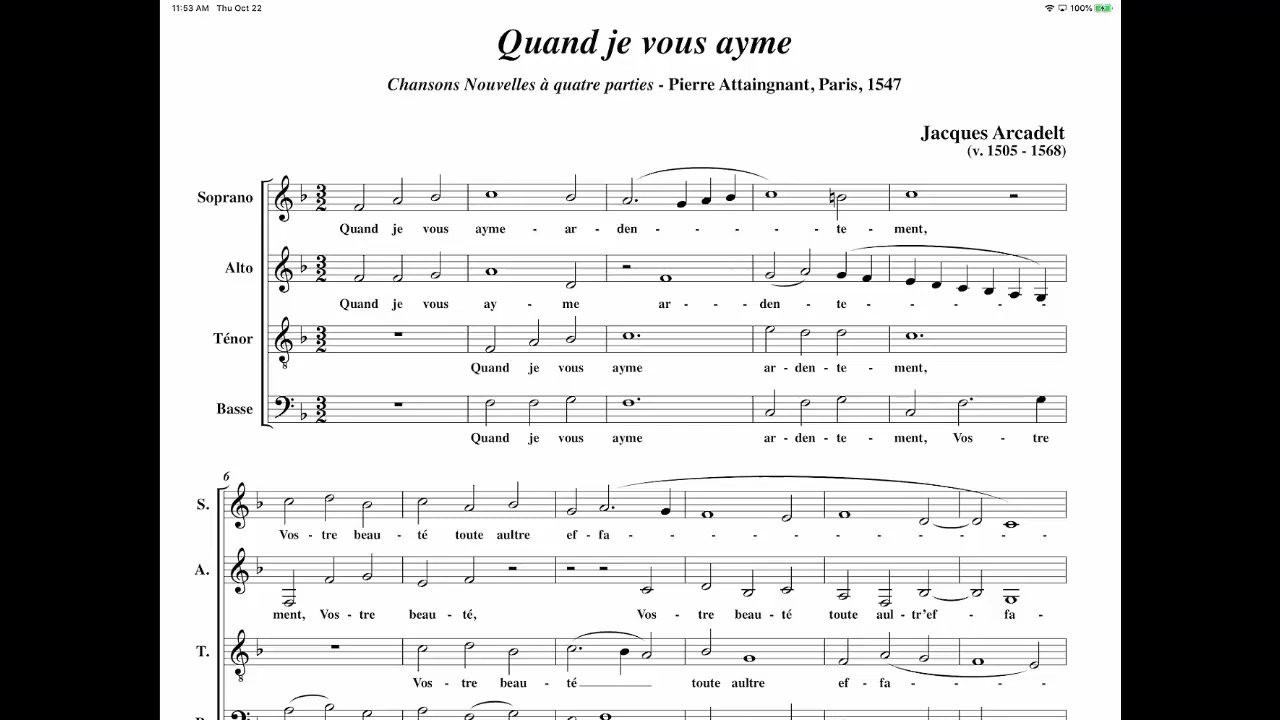 11:53 AM Thu Oct 22
100%
Quand je vous ayme
Chansons Nouvelles à quatre parties - Pierre Attaingnant, Paris, 1547
Jacques Arcadelt
(v. 1505 - 1568)
Soprano
Quand je vous ayme - ar - den - - - - - te - ment,
Alto
Quand je vous ay - me ar - - den - te - - - - - - -
Ténor
Quand je vous ayme ar - den - te - ment,
Basse
Quand je vous ayme ar - den - te - ment, Vos - tre
6
S.
Vos - tre beau - té toute aultre ef - fa - - - - - - - - - -
A.
ment, Vos - tre beau - té, Vos - tre beau - té toute aul - tr'ef - fa -
T.
Vos - tre beau - té toute aultre ef - fa - - - -